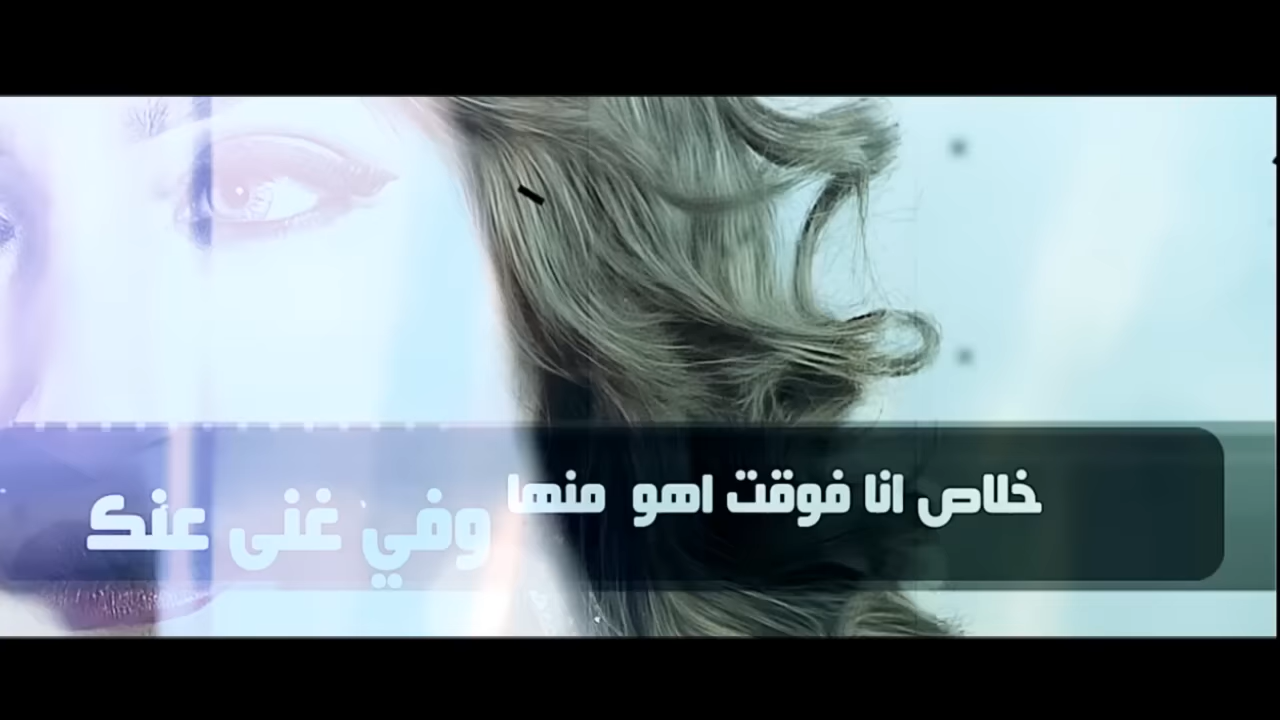 خلاص انا فوقت اهو منها
وفي غنى عنك